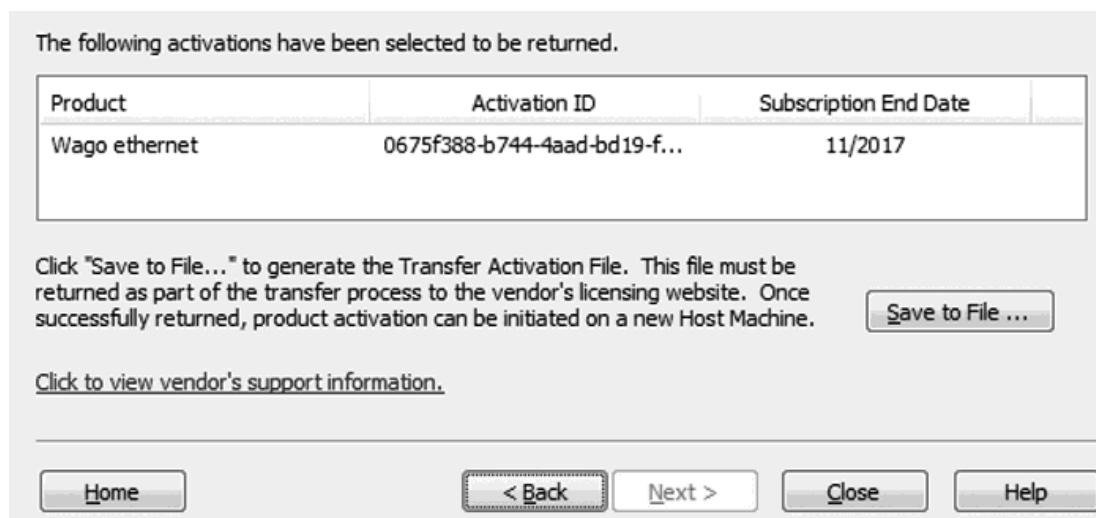 The following activations have been selected to be returned.
Product Activation ID Subscription End Date
Wago ethernet 0675f388-b744-4aad-bd19-f... 11/2017
Click "Save to File..." to generate the Transfer Activation File. This file must be
returned as part of the transfer process to the vendor's licensing website. Once
successfully returned, product activation can be initiated on a new Host Machine.
Save to File ...
Click to view vendor's support information.
Home < Back Next > Close Help